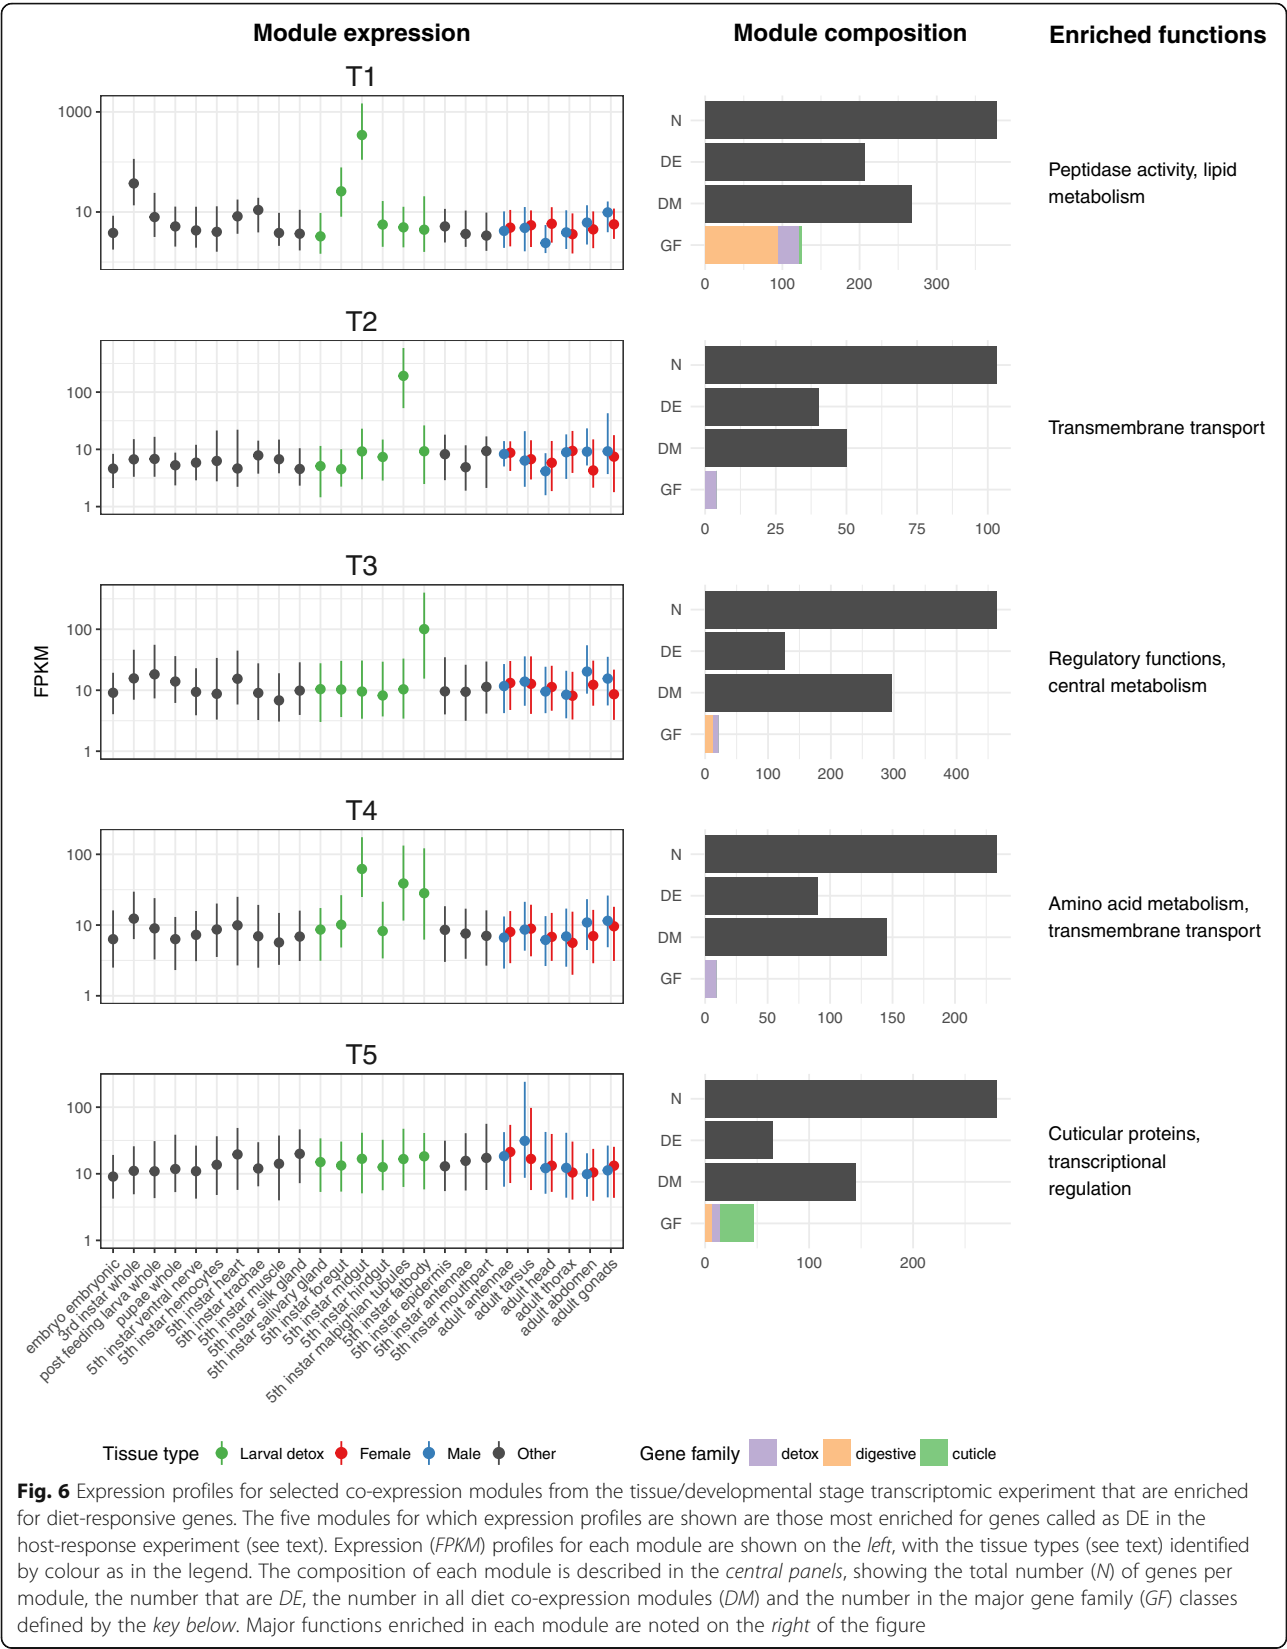 Module expression
Module composition
Enriched functions
T1
1000
10
N
DE
DM
GF
0 100 200 300
Peptidase activity, lipid
metabolism
T2
100
10
1
N
DE
DM
GF
0 25 50 75 100
Transmembrane transport
T3
FPKM
100
10
1
N
DE
DM
GF
0 100 200 300 400
Regulatory functions,
central metabolism
T4
100
10
1
N
DE
DM
GF
0 50 100 150 200
Amino acid metabolism,
transmembrane transport
T5
100
10
1
N
DE
DM
GF
0 100 200
Cuticular proteins,
transcriptional
regulation
embryo embryonic
3rd instar whole
post feeding larva whole
pupae whole
5th instar ventral nerve
5th instar hemocytes
5th instar heart
5th instar trachae
5th instar muscle
5th instar silk gland
5th instar salivary gland
5th instar foregut
5th instar midgut
5th instar hindgut
5th instar malpighian tubules
5th instar fatbody
5th instar epidermis
5th instar antennae
5th instar mouthpart
adult antennae
adult tarsus
adult head
adult thorax
adult abdomen
adult gonads
Tissue type Larval detox Female Male Other
Gene family detox digestive cuticle
Fig. 6 Expression profiles for selected co-expression modules from the tissue/developmental stage transcriptomic experiment that are enriched
for diet-responsive genes. The five modules for which expression profiles are shown are those most enriched for genes called as DE in the
host-response experiment (see text). Expression (FPKM) profiles for each module are shown on the left, with the tissue types (see text) identified
by colour as in the legend. The composition of each module is described in the central panels, showing the total number (N) of genes per
module, the number that are DE, the number in all diet co-expression modules (DM) and the number in the major gene family (GF) classes
defined by the key below. Major functions enriched in each module are noted on the right of the figure